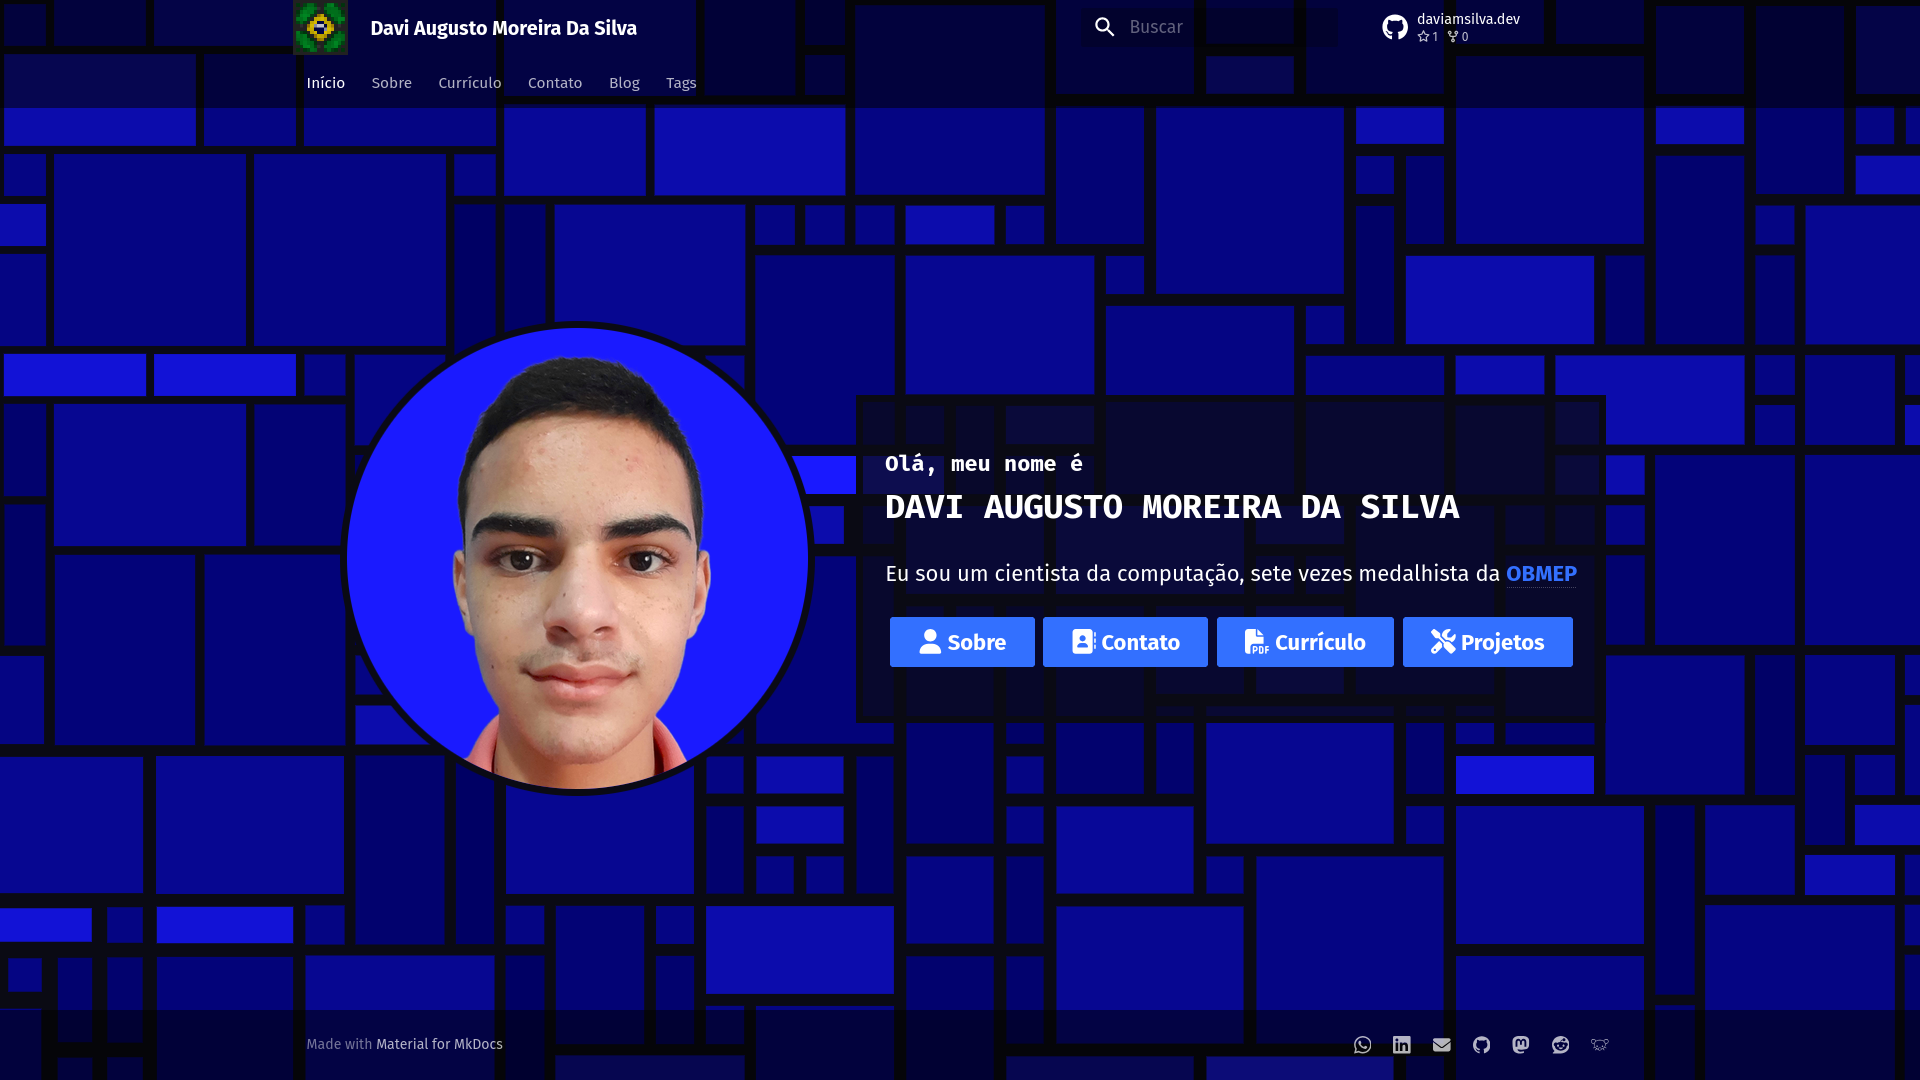 Davi Augusto Moreira Da Silva
Buscar
daviamsilva.dev
1 0
Início Sobre Currículo Contato Blog Tags
Olá, meu nome é
DAVI AUGUSTO MOREIRA DA SILVA
Eu sou um cientista da computação, sete vezes medalhista da OBMEP
Sobre Contato Currículo Projetos
Made with Material for MkDocs